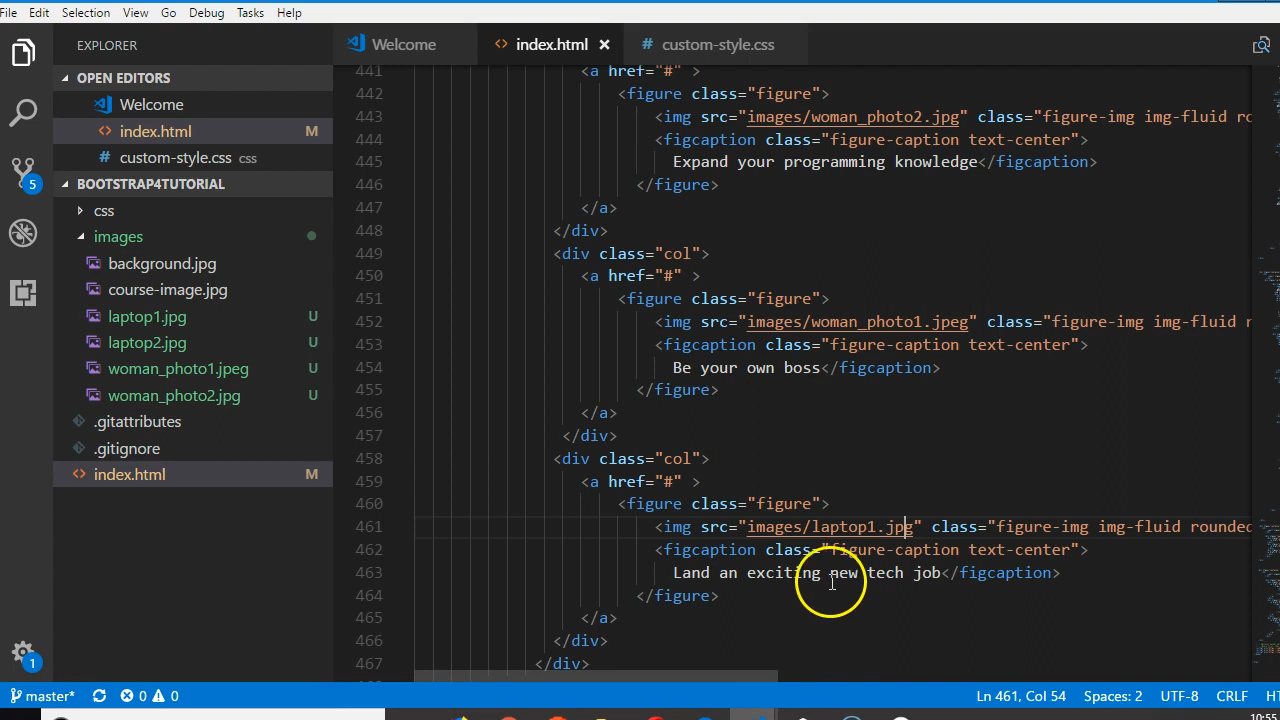 File Edit Selection View Go Debug Tasks Help
EXPLORER
OPEN EDITORS
Welcome
index.html M
custom-style.css css
BOOTSTRAP4TUTORIAL
css
images
background.jpg
course-image.jpg
laptop1.jpg U
laptop2.jpg U
woman_photo1.jpeg U
woman_photo2.jpg U
.gitattributes
.gitignore
index.html M
5
1
Welcome index.html custom-style.css
441 <a href="#" >
442 <figure class="figure">
443 <img src="images/woman_photo2.jpg" class="figure-img img-fluid ro
444 <figcaption class="figure-caption text-center">
445 Expand your programming knowledge</figcaption>
446 </figure>
447 </a>
448 </div>
449 <div class="col">
450 <a href="#" >
451 <figure class="figure">
452 <img src="images/woman_photo1.jpeg" class="figure-img img-fluid r
453 <figcaption class="figure-caption text-center">
454 Be your own boss</figcaption>
455 </figure>
456 </a>
457 </div>
458 <div class="col">
459 <a href="#" >
460 <figure class="figure">
461 <img src="images/laptop1.jpg" class="figure-img img-fluid rounded
462 <figcaption class="figure-caption text-center">
463 Land an exciting new tech job</figcaption>
464 </figure>
465 </a>
466 </div>
467 </div>
master* 0 0 Ln 461, Col 54 Spaces: 2 UTF-8 CRLF HT
10:55